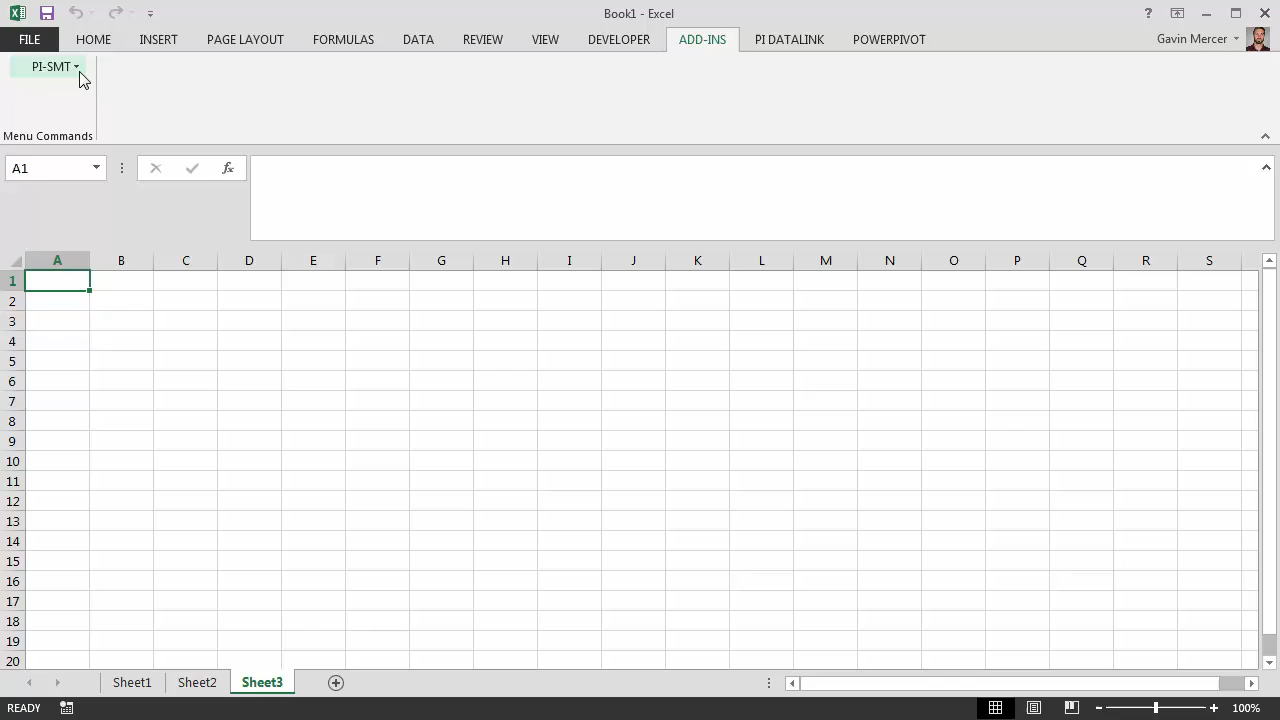 Book1 - Excel
?
FILE HOME INSERT PAGE LAYOUT FORMULAS DATA REVIEW VIEW DEVELOPER ADD-INS PI DATALINK POWERPIVOT Gavin Mercer
PI-SMT
Menu Commands
A1 fx
A B C D E F G H I J K L M N O P Q R S
1
2
3
4
5
6
7
8
9
10
11
12
13
14
15
16
17
18
19
20
Sheet1 Sheet2 Sheet3
READY 100%